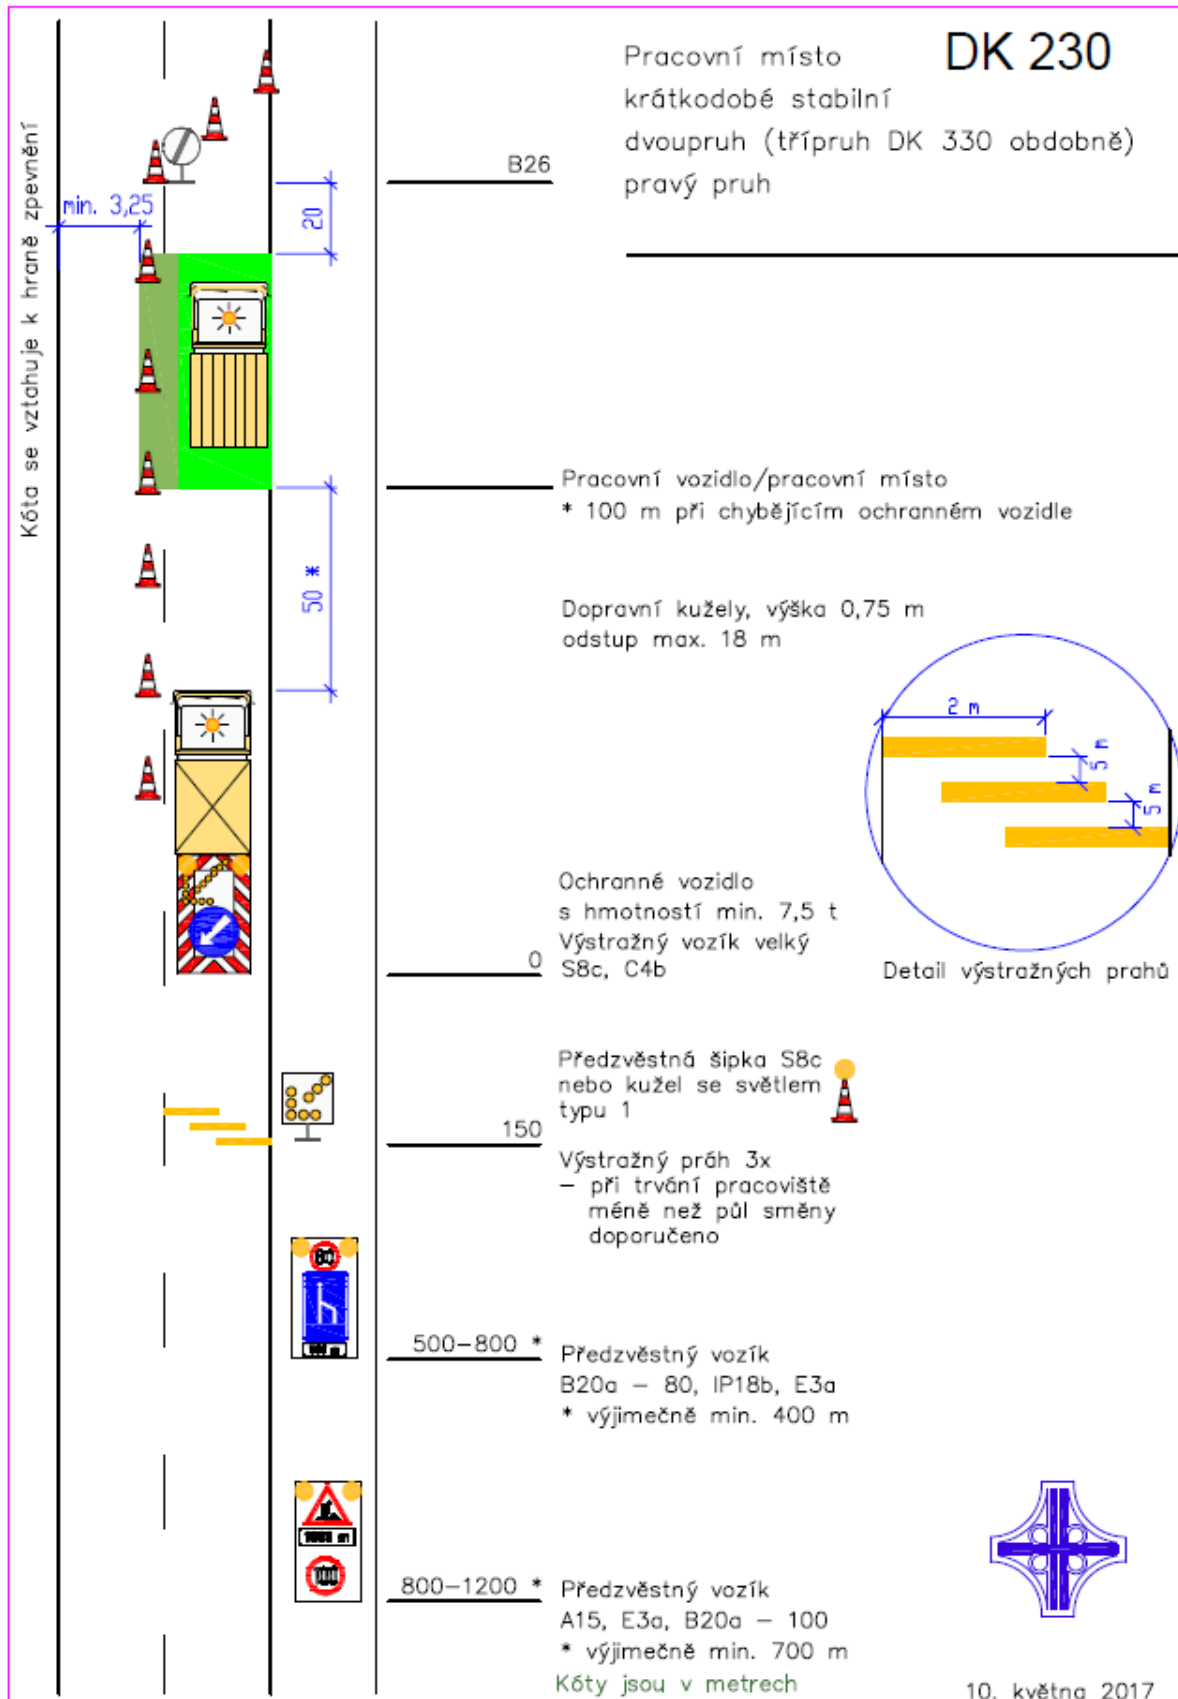 DK 230
Pracovní místo
krátkodobé stabilní
dvoupruh (třípruh DK 330 obdobně)
pravý pruh
Kóta se vztahuje k hraně zpevnění
min. 3,25
B26
20
Pracovní vozidlo/pracovní místo
* 100 m při chybějícím ochranném vozidle
50 *
Dopravní kužely, výška 0,75 m
odstup max. 18 m
2 m
5 m
5 m
Detail výstražných prahů
Ochranné vozidlo
s hmotností min. 7,5 t
Výstražný vozík velký
0
S8c, C4b
Předzvěstná šipka S8c
nebo kužel se světlem
typu 1
150
Výstražný práh 3x
– při trvání pracoviště
méně než půl směny
doporučeno
80
500–800 *
Předzvěstný vozík
B20a – 80, IP18b, E3a
* výjimečně min. 400 m
100
800–1200 *
Předzvěstný vozík
A15, E3a, B20a – 100
* výjimečně min. 700 m
Kóty jsou v metrech
10. května 2017